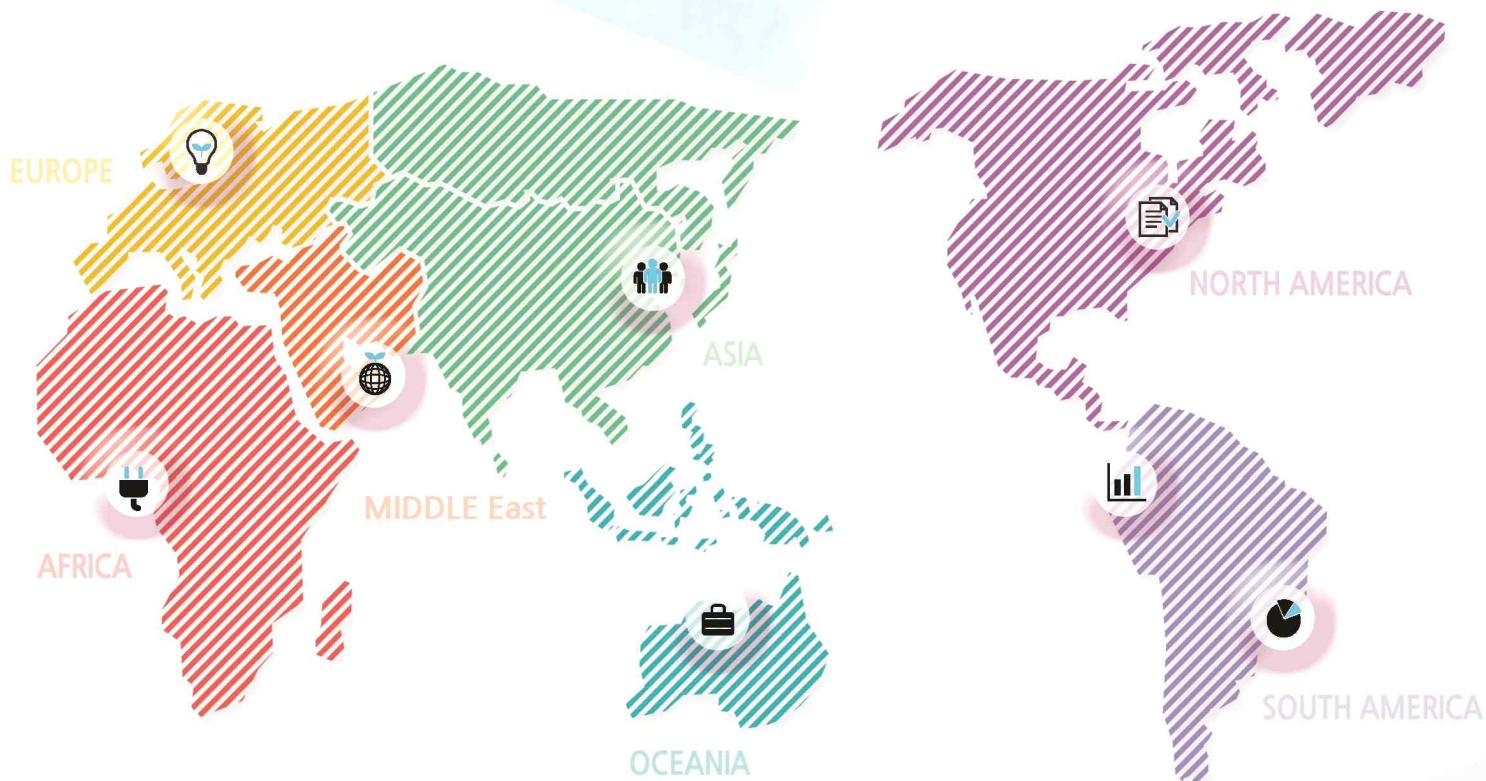 EUROPE
NORTH AMERICA
ASIA
MIDDLE East
AFRICA
SOUTH AMERICA
OCEANIA